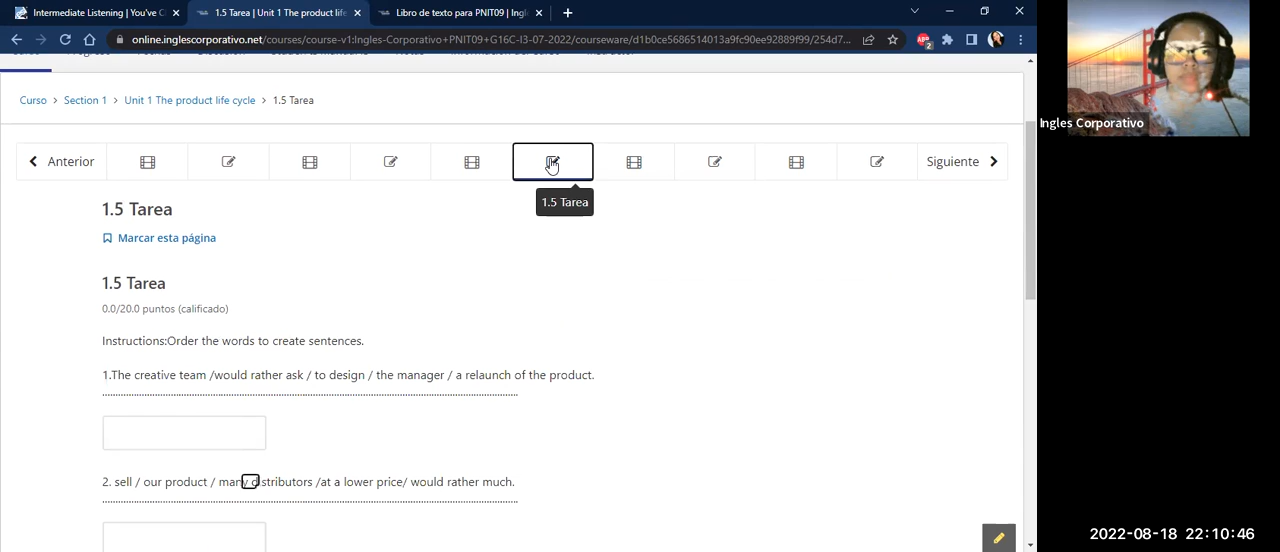 Intermediate Listening | You've C
1.5 Tarea | Unit 1 The product life
Libro de texto para PNIT09 | Ingl
online.inglescorporativo.net/courses/course-v1:Ingles-Corporativo+PNIT09+G16C-I3-07-2022/courseware/d1b0ce5686514013a9fc90ee92889f99/254d7...
2
Curso > Section 1 > Unit 1 The product life cycle > 1.5 Tarea
Anterior
Siguiente
1.5 Tarea
1.5 Tarea
Marcar esta página
1.5 Tarea
0.0/20.0 puntos (calificado)
Instructions:Order the words to create sentences.
1.The creative team /would rather ask / to design / the manager / a relaunch of the product.
2. sell / our product / many distributors /at a lower price/ would rather much.
Ingles Corporativo
2022-08-18 22:10:46